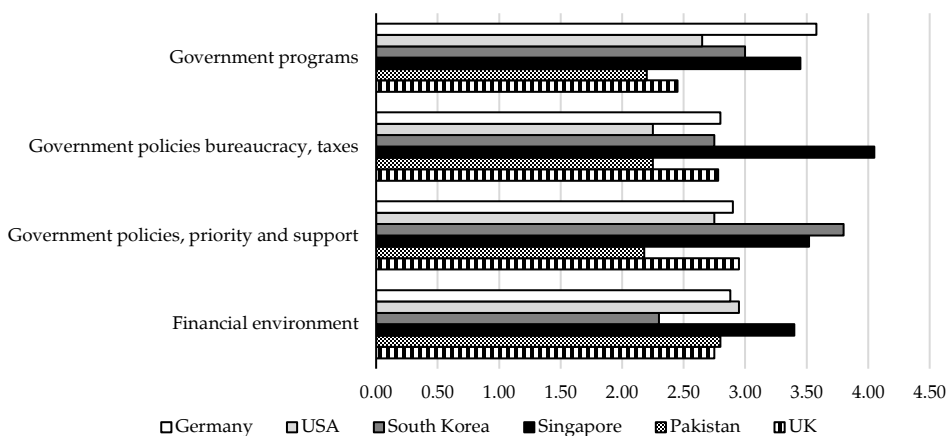 Government programs
Government policies bureaucracy, taxes
Government policies, priority and support
Financial environment
0.00 0.50 1.00 1.50 2.00 2.50 3.00 3.50 4.00 4.50
Germany USA South Korea Singapore Pakistan UK